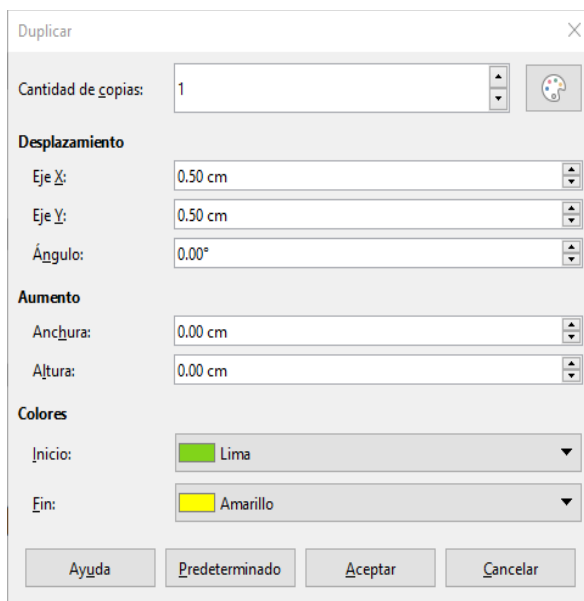 Duplicar
Cantidad de copias: 1
Desplazamiento
Eje X: 0.50 cm
Eje Y: 0.50 cm
Ángulo: 0.00°
Aumento
Anchura: 0.00 cm
Altura: 0.00 cm
Colores
Inicio: Lima
Fin: Amarillo
Ayuda Predeterminado Aceptar Cancelar